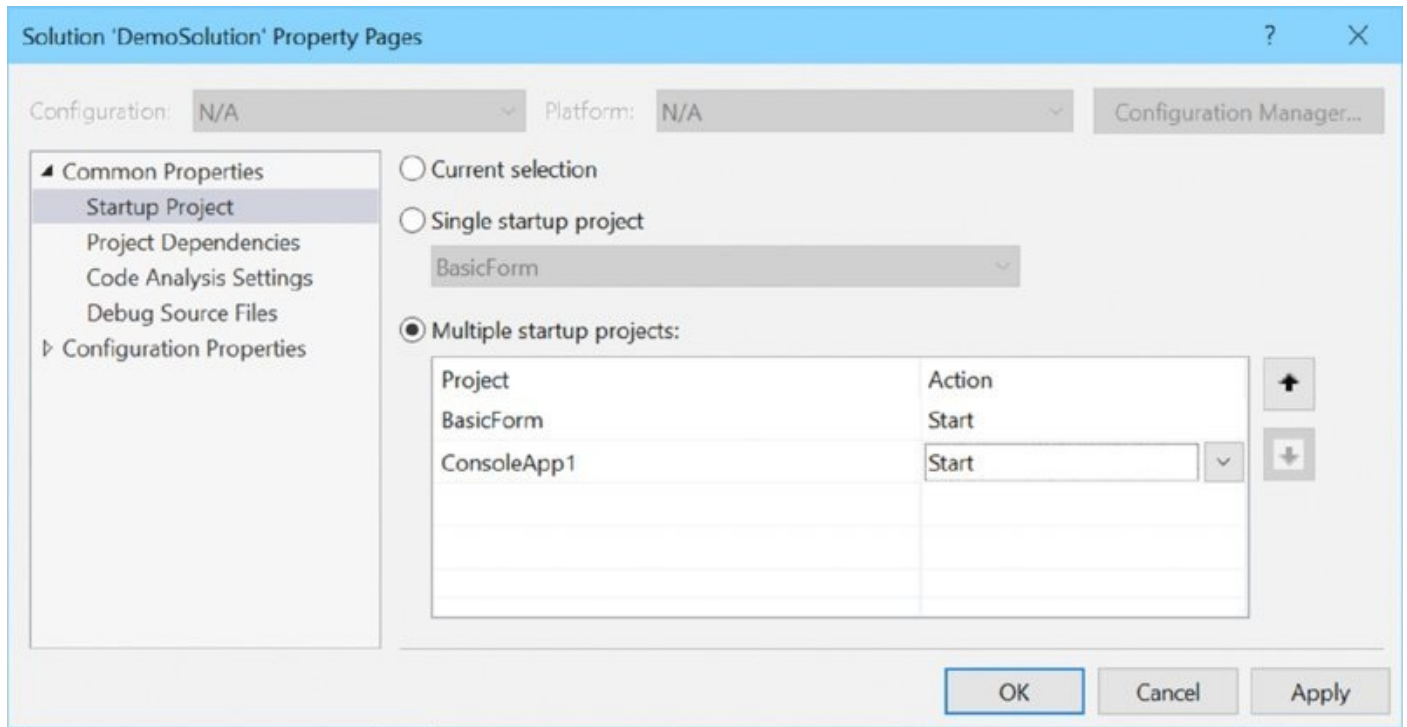 Solution 'DemoSolution' Property Pages
?
Configuration: N/A Platform: N/A Configuration Manager...
Common Properties
Startup Project
Project Dependencies
Code Analysis Settings
Debug Source Files
Configuration Properties
Current selection
Single startup project
BasicForm
Multiple startup projects:
Project Action
BasicForm Start
ConsoleApp1 Start
OK Cancel Apply